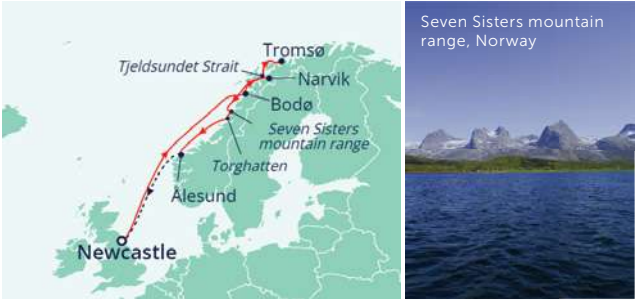 Tromsø
Tjeldsundet Strait
Narvik
Bodø
Seven Sisters
mountain range
Torghatten
Ålesund
Newcastle
Seven Sisters mountain
range, Norway